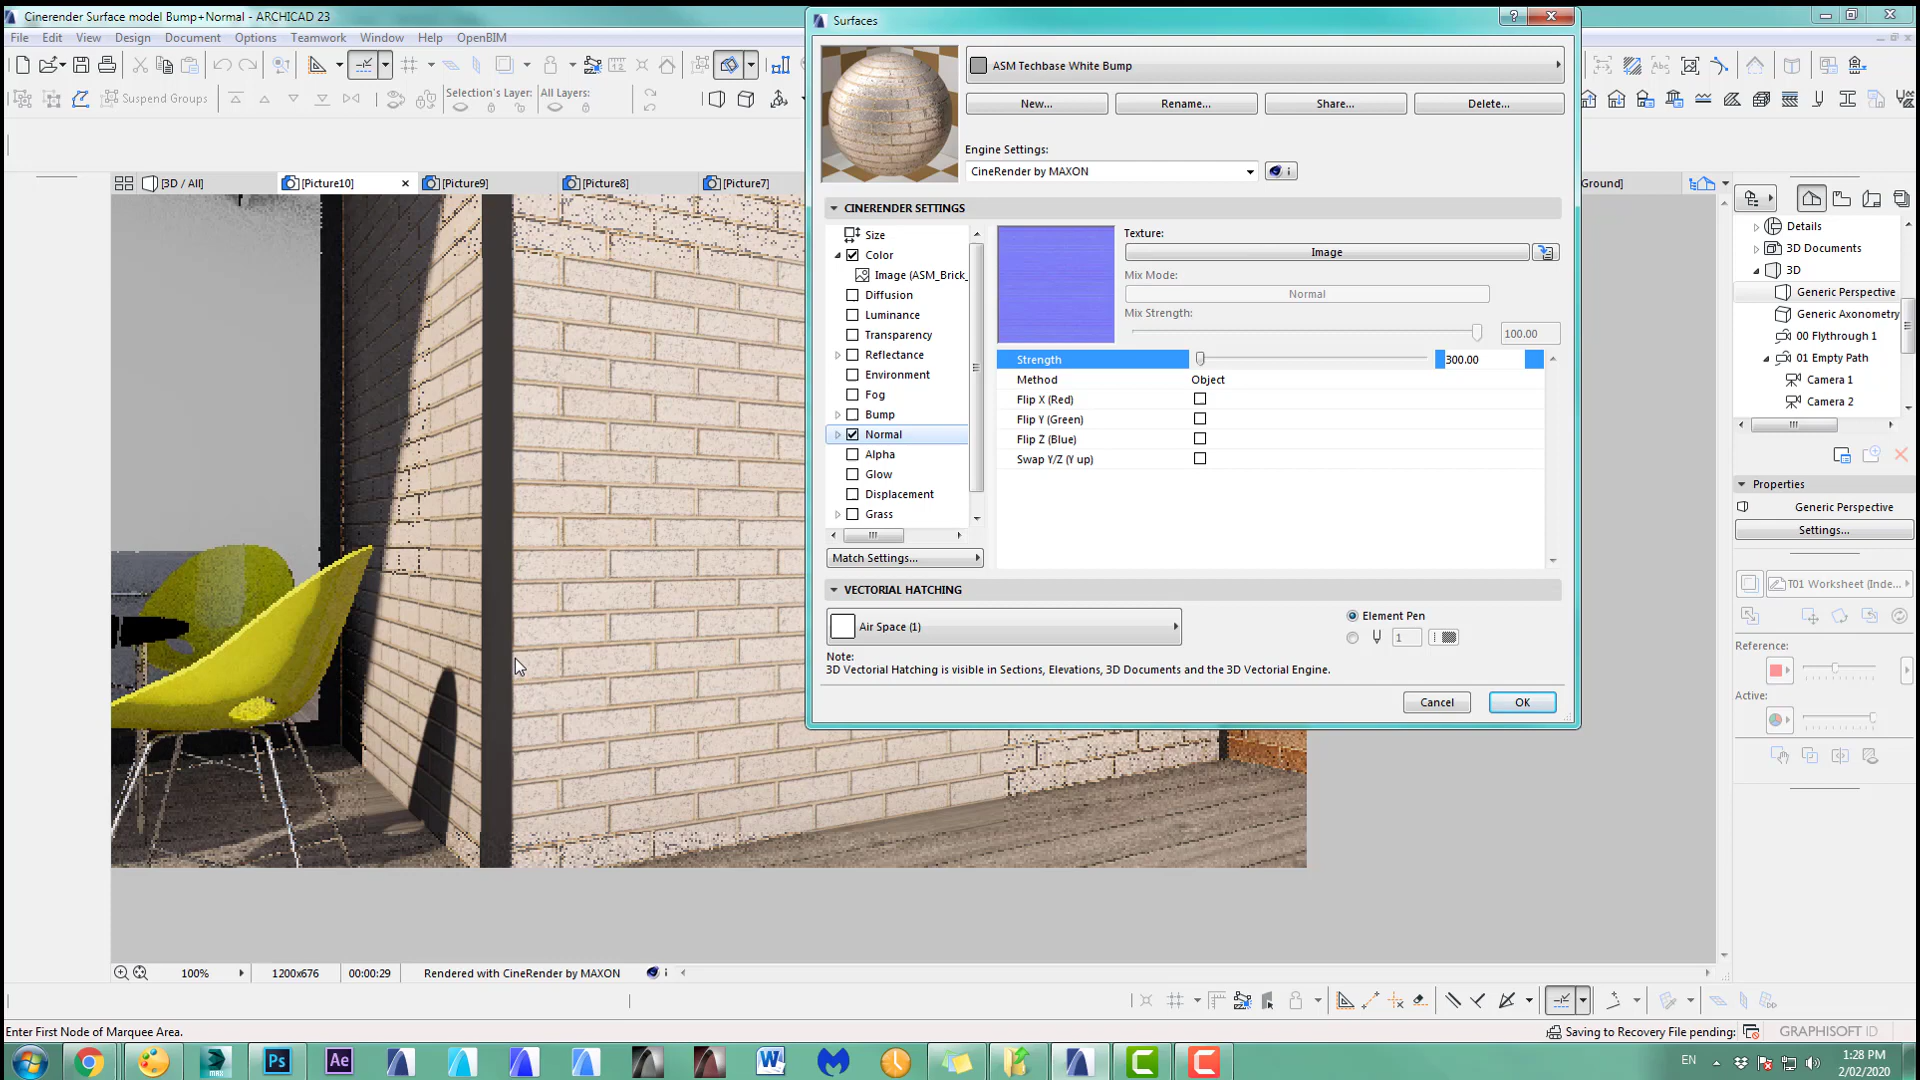 Cinerender Surface model Bump+Normal - ARCHICAD 23
File Edit View Design Document Options Teamwork Window Help OpenBIM
Suspend Groups
Selection's Layer:
All Layers:
[3D / All]
[Picture10]
[Picture9]
[Picture8]
[Picture7]
Ground]
Surfaces
ASM Techbase White Bump
New...
Rename...
Share...
Delete...
Engine Settings:
CineRender by MAXON
CINERENDER SETTINGS
Size
Color
Image (ASM_Brick_
Diffusion
Luminance
Transparency
Reflectance
Environment
Fog
Bump
Normal
Alpha
Glow
Displacement
Grass
Match Settings...
Texture:
Image
Mix Mode:
Normal
Mix Strength:
100.00
Strength 300.00
Method Object
Flip X (Red)
Flip Y (Green)
Flip Z (Blue)
Swap Y/Z (Y up)
VECTORIAL HATCHING
Air Space (1)
Element Pen
1
Note:
3D Vectorial Hatching is visible in Sections, Elevations, 3D Documents and the 3D Vectorial Engine.
Cancel
OK
Details
3D Documents
3D
Generic Perspective
Generic Axonometry
00 Flythrough 1
01 Empty Path
Camera 1
Camera 2
Properties
Generic Perspective
Settings...
T01 Worksheet (Inde...
Reference:
Active:
100%
1200x676
00:00:29
Rendered with CineRender by MAXON
Enter First Node of Marquee Area.
Saving to Recovery File pending:
GRAPHISOFT ID
Ps
Ae
EN
1:28 PM
2/02/2020